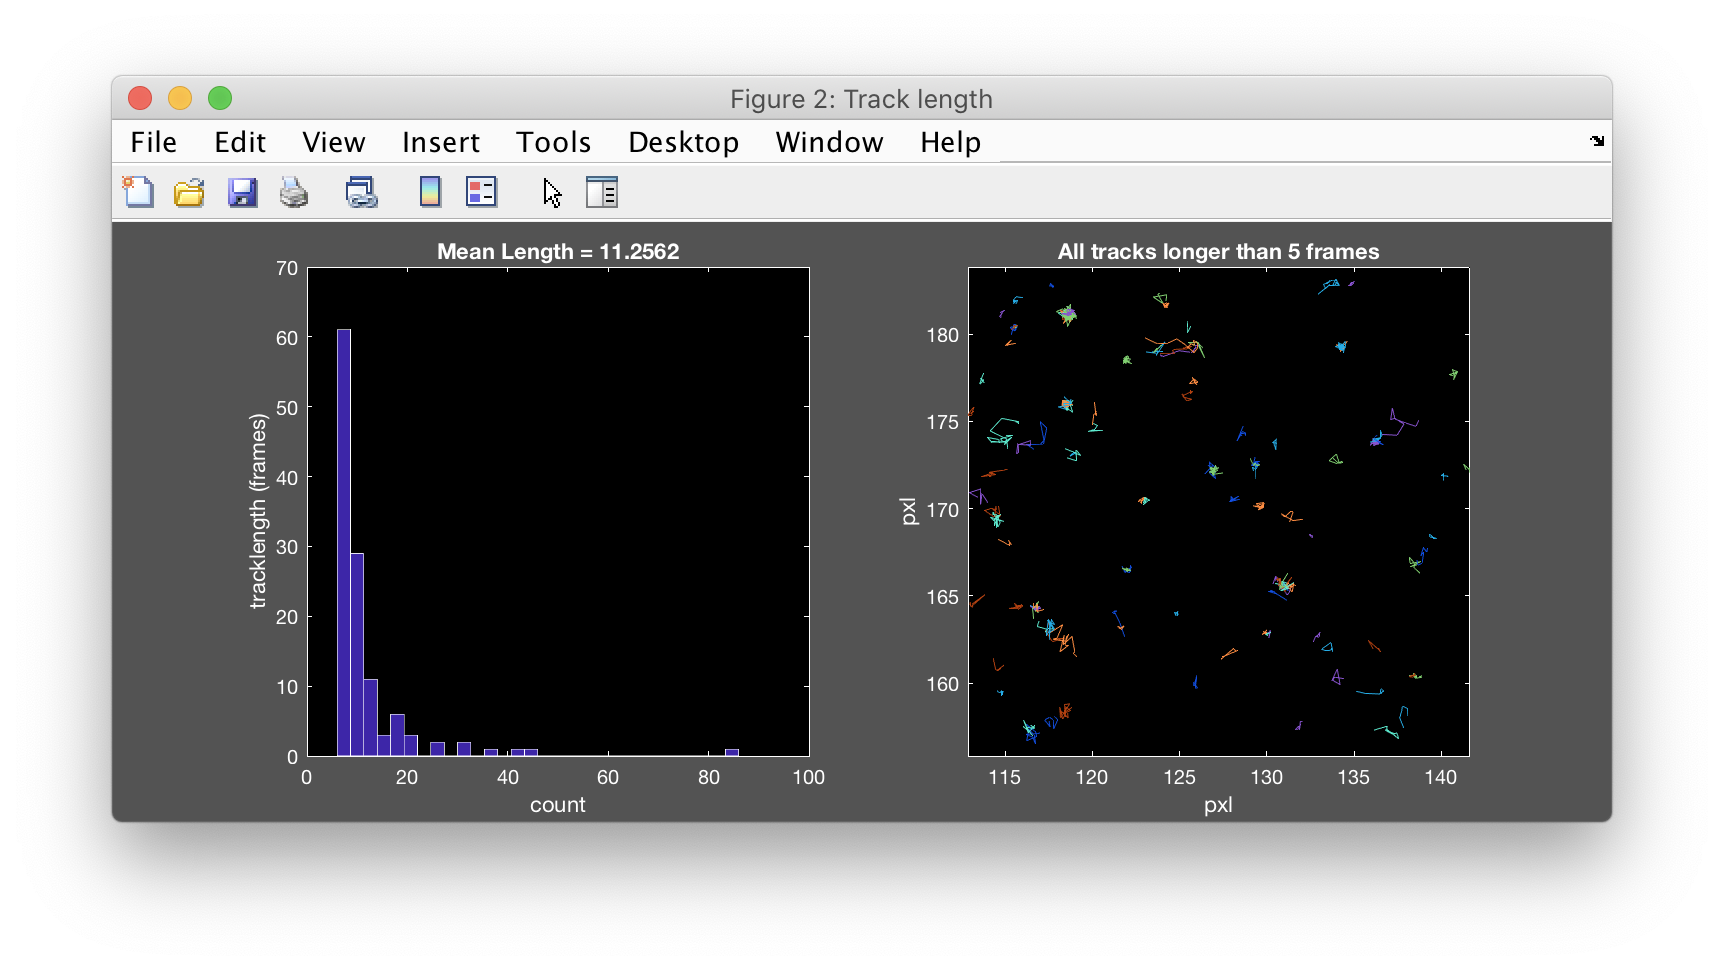 Figure 2: Track length
File Edit View Insert Tools Desktop Window Help
Mean Length = 11.2562
70
60
50
40
30
20
10
0
tracklength (frames)
0 20 40 60 80 100
count
All tracks longer than 5 frames
180
175
170
165
160
pxl
115 120 125 130 135 140
pxl